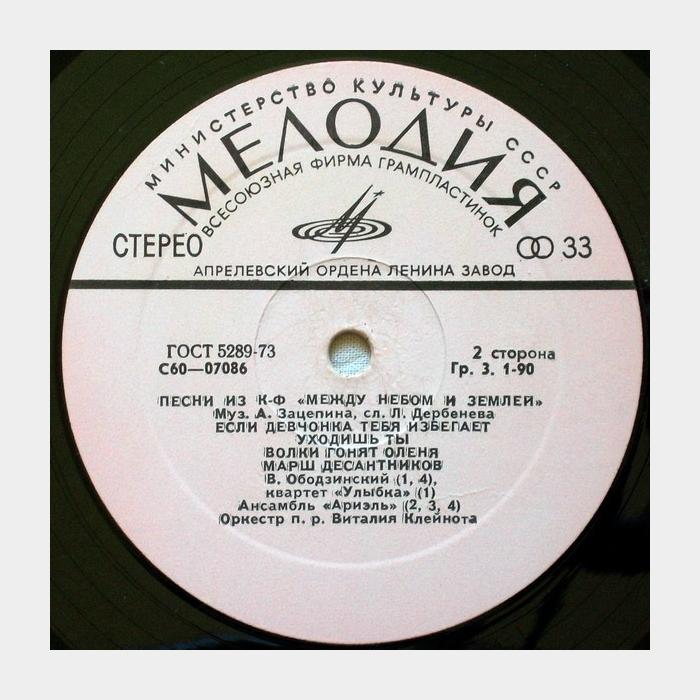 МИНИСТЕРСТВО КУЛЬТУРЫ СССР
МЕЛОДИЯ
ВСЕСОЮЗНАЯ ФИРМА ГРАМПЛАСТИНОК
СТЕРЕО
33
АПРЕЛЕВСКИЙ ОРДЕНА ЛЕНИНА ЗАВОД
ГОСТ 5289-73
2 сторона
С60—07086
Гр. 3. 1-90
ПЕСНИ ИЗ К-Ф «МЕЖДУ НЕБОМ И ЗЕМЛЕЙ»
Муз. А. Зацепина, сл. Л. Дербенева
ЕСЛИ ДЕВЧОНКА ТЕБЯ ИЗБЕГАЕТ
УХОДИШЬ ТЫ
ВОЛКИ ГОНЯТ ОЛЕНЯ
МАРШ ДЕСАНТНИКОВ
В. Ободзинский (1, 4),
квартет «Улыбка» (1)
Ансамбль «Ариэль» (2, 3, 4)
Оркестр п. р. Виталия Клейнота